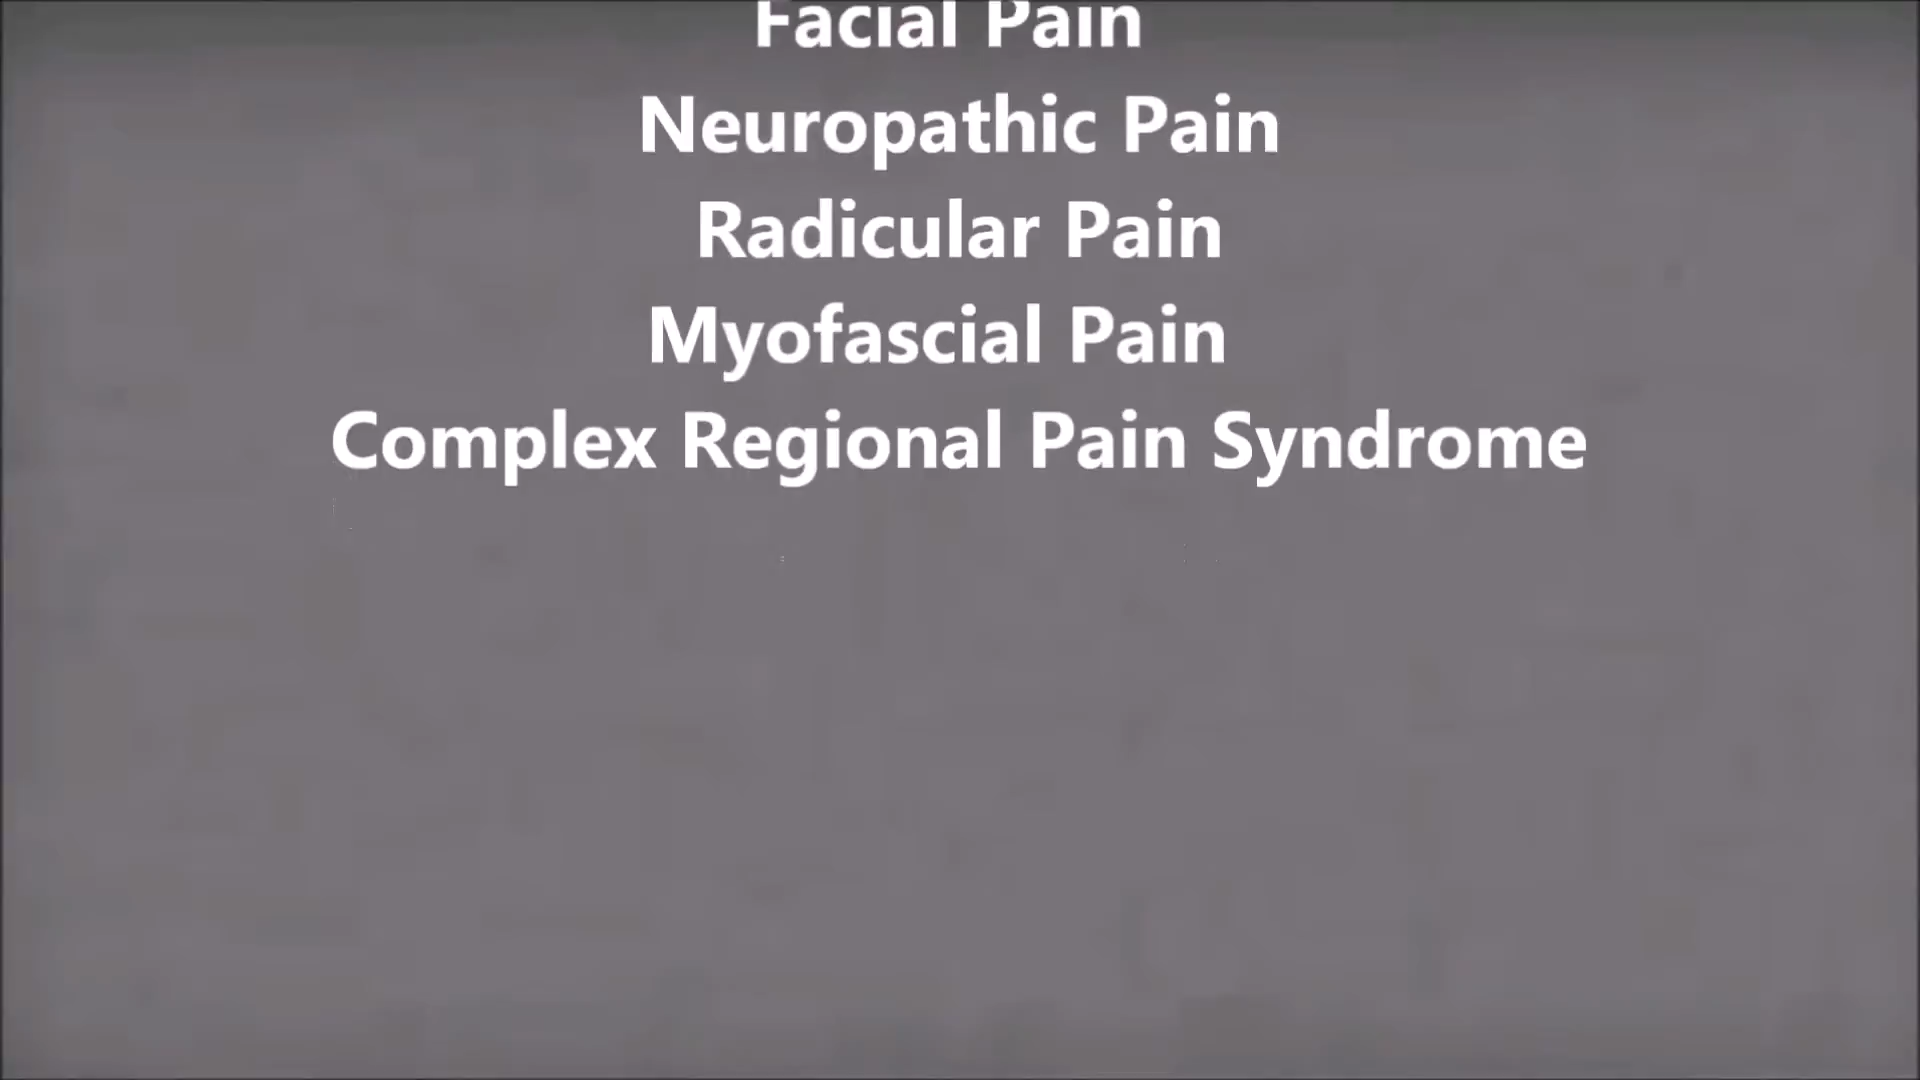 Facial Pain
Neuropathic Pain
Radicular Pain
Myofascial Pain
Complex Regional Pain Syndrome